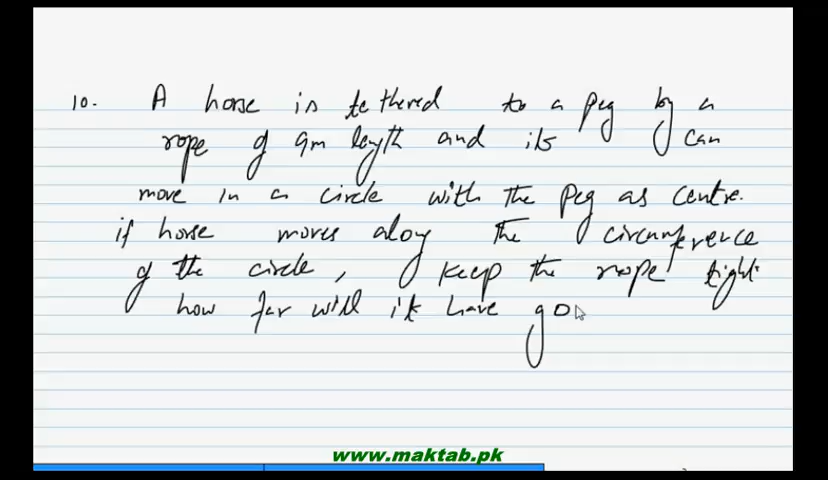 10. A horse is tethered to a peg by a
rope of 9m length and its can
move in a circle with the peg as centre.
if horse moves along the circumference
of the circle, keep the rope tight.
how far will it have go
www.maktab.pk